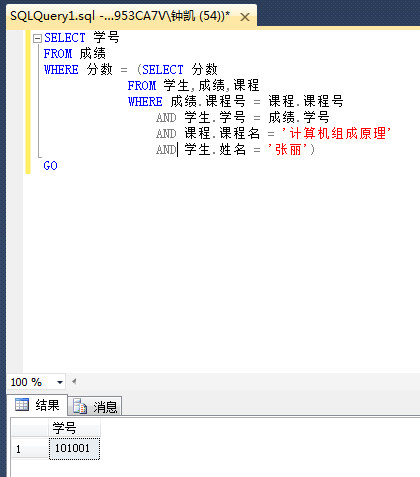 SQLQuery1.sql -...953CA7V\钟凯 (54))*
SELECT 学号
FROM 成绩
WHERE 分数 = (SELECT 分数
FROM 学生,成绩,课程
WHERE 成绩.课程号 = 课程.课程号
AND 学生.学号 = 成绩.学号
AND 课程.课程名 = '计算机组成原理'
AND 学生.姓名 = '张丽')
GO
100 %
结果 消息
学号
1 101001